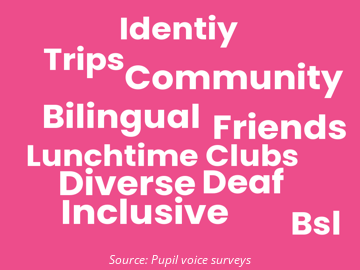 Identiy
Trips
Community
Bilingual
Friends
Lunchtime Clubs
Diverse Deaf
Inclusive
Bsl
Source: Pupil voice surveys